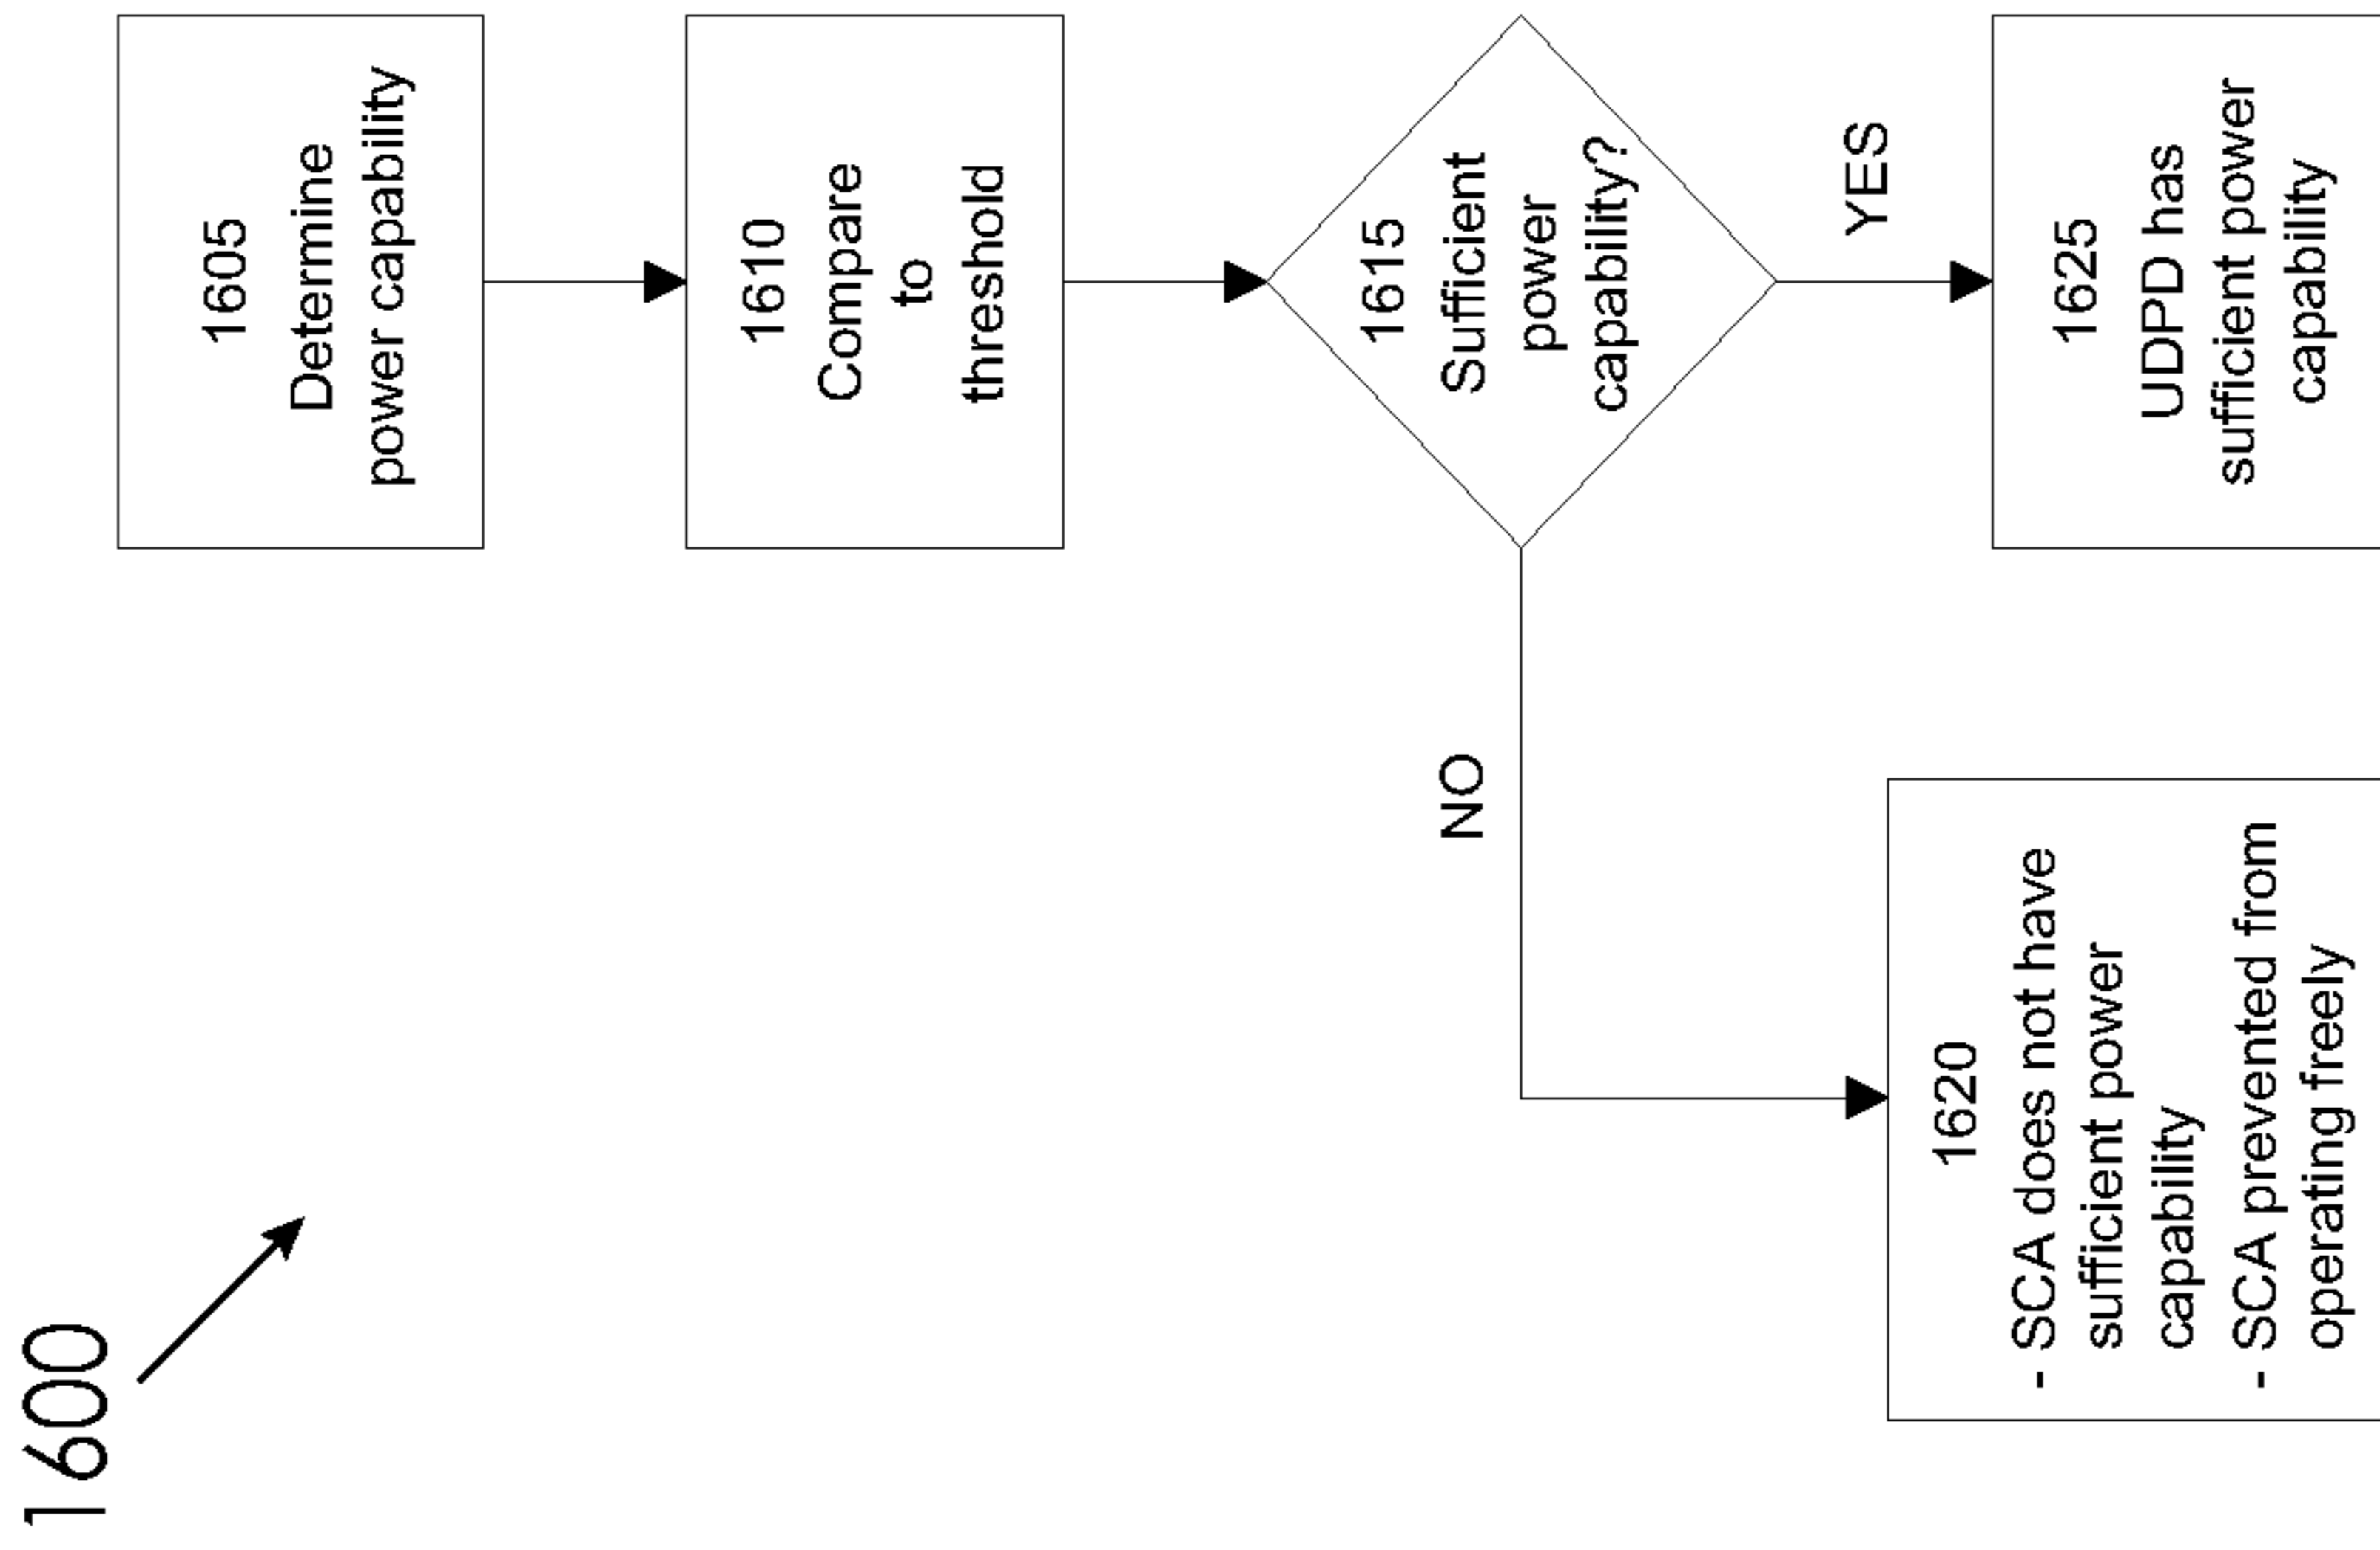 1600
1605
Determine
power capability
1610
Compare
to
threshold
1615
Sufficient
power
capability?
NO
YES
1620
- SCA does not have
sufficient power
capability
- SCA prevented from
operating freely
1625
UDPD has
sufficient power
capability